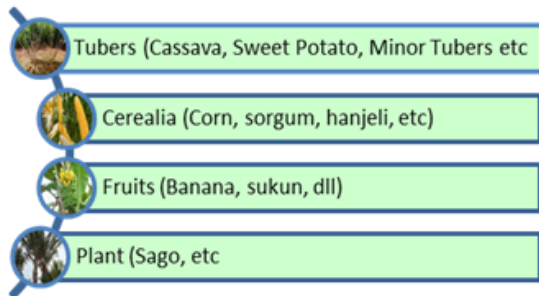 Tubers (Cassava, Sweet Potato, Minor Tubers etc
Cerealia (Corn, sorgum, hanjeli, etc)
Fruits (Banana, sukun, dll)
Plant (Sago, etc